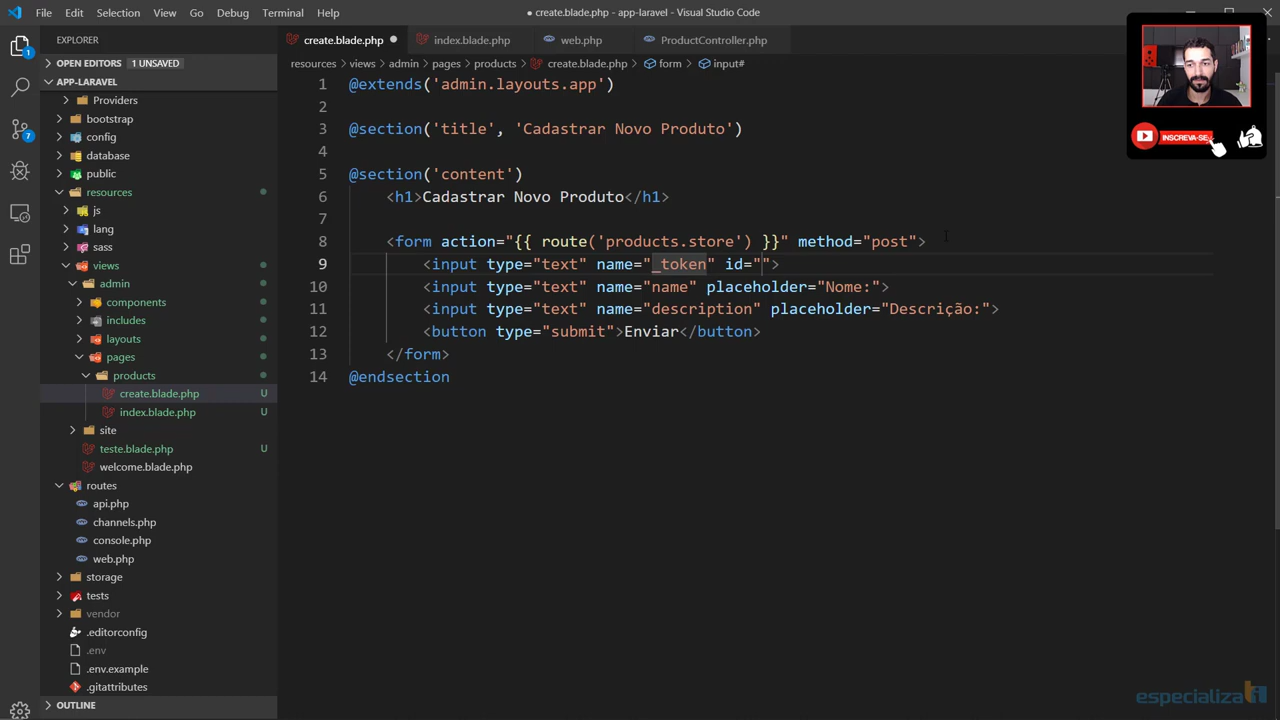 File Edit Selection View Go Debug Terminal Help
● create.blade.php - app-laravel - Visual Studio Code
EXPLORER
OPEN EDITORS 1 UNSAVED
APP-LARAVEL
Providers
bootstrap
config
database
public
resources
js
lang
sass
views
admin
components
includes
layouts
pages
products
create.blade.php U
index.blade.php U
site
teste.blade.php U
welcome.blade.php
routes
api.php
channels.php
console.php
web.php
storage
tests
vendor
.editorconfig
.env
.env.example
.gitattributes
OUTLINE
1
7
create.blade.php ● index.blade.php web.php ProductController.php
resources > views > admin > pages > products > create.blade.php > form > input#
1 @extends('admin.layouts.app')
2
3 @section('title', 'Cadastrar Novo Produto')
4
5 @section('content')
6 <h1>Cadastrar Novo Produto</h1>
7
8 <form action="{{ route('products.store') }}" method="post">
9 <input type="text" name="_token" id="">
10 <input type="text" name="name" placeholder="Nome:">
11 <input type="text" name="description" placeholder="Descrição:">
12 <button type="submit">Enviar</button>
13 </form>
14 @endsection
INSCREVA-SE
especializati